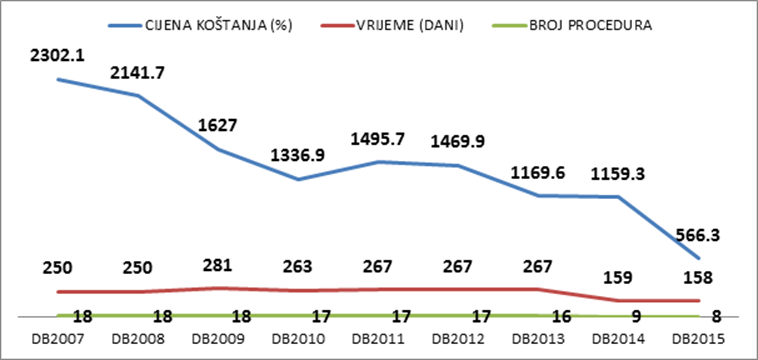 CIJENA KOŠTANJA (%) VRIJEME (DANI) BROJ PROCEDURA
2302.1
2141.7
1627
1336.9
1495.7
1469.9
1169.6
1159.3
566.3
250 250 281 263 267 267 267 159 158
18 18 18 17 17 17 16 9 8
DB2007 DB2008 DB2009 DB2010 DB2011 DB2012 DB2013 DB2014 DB2015